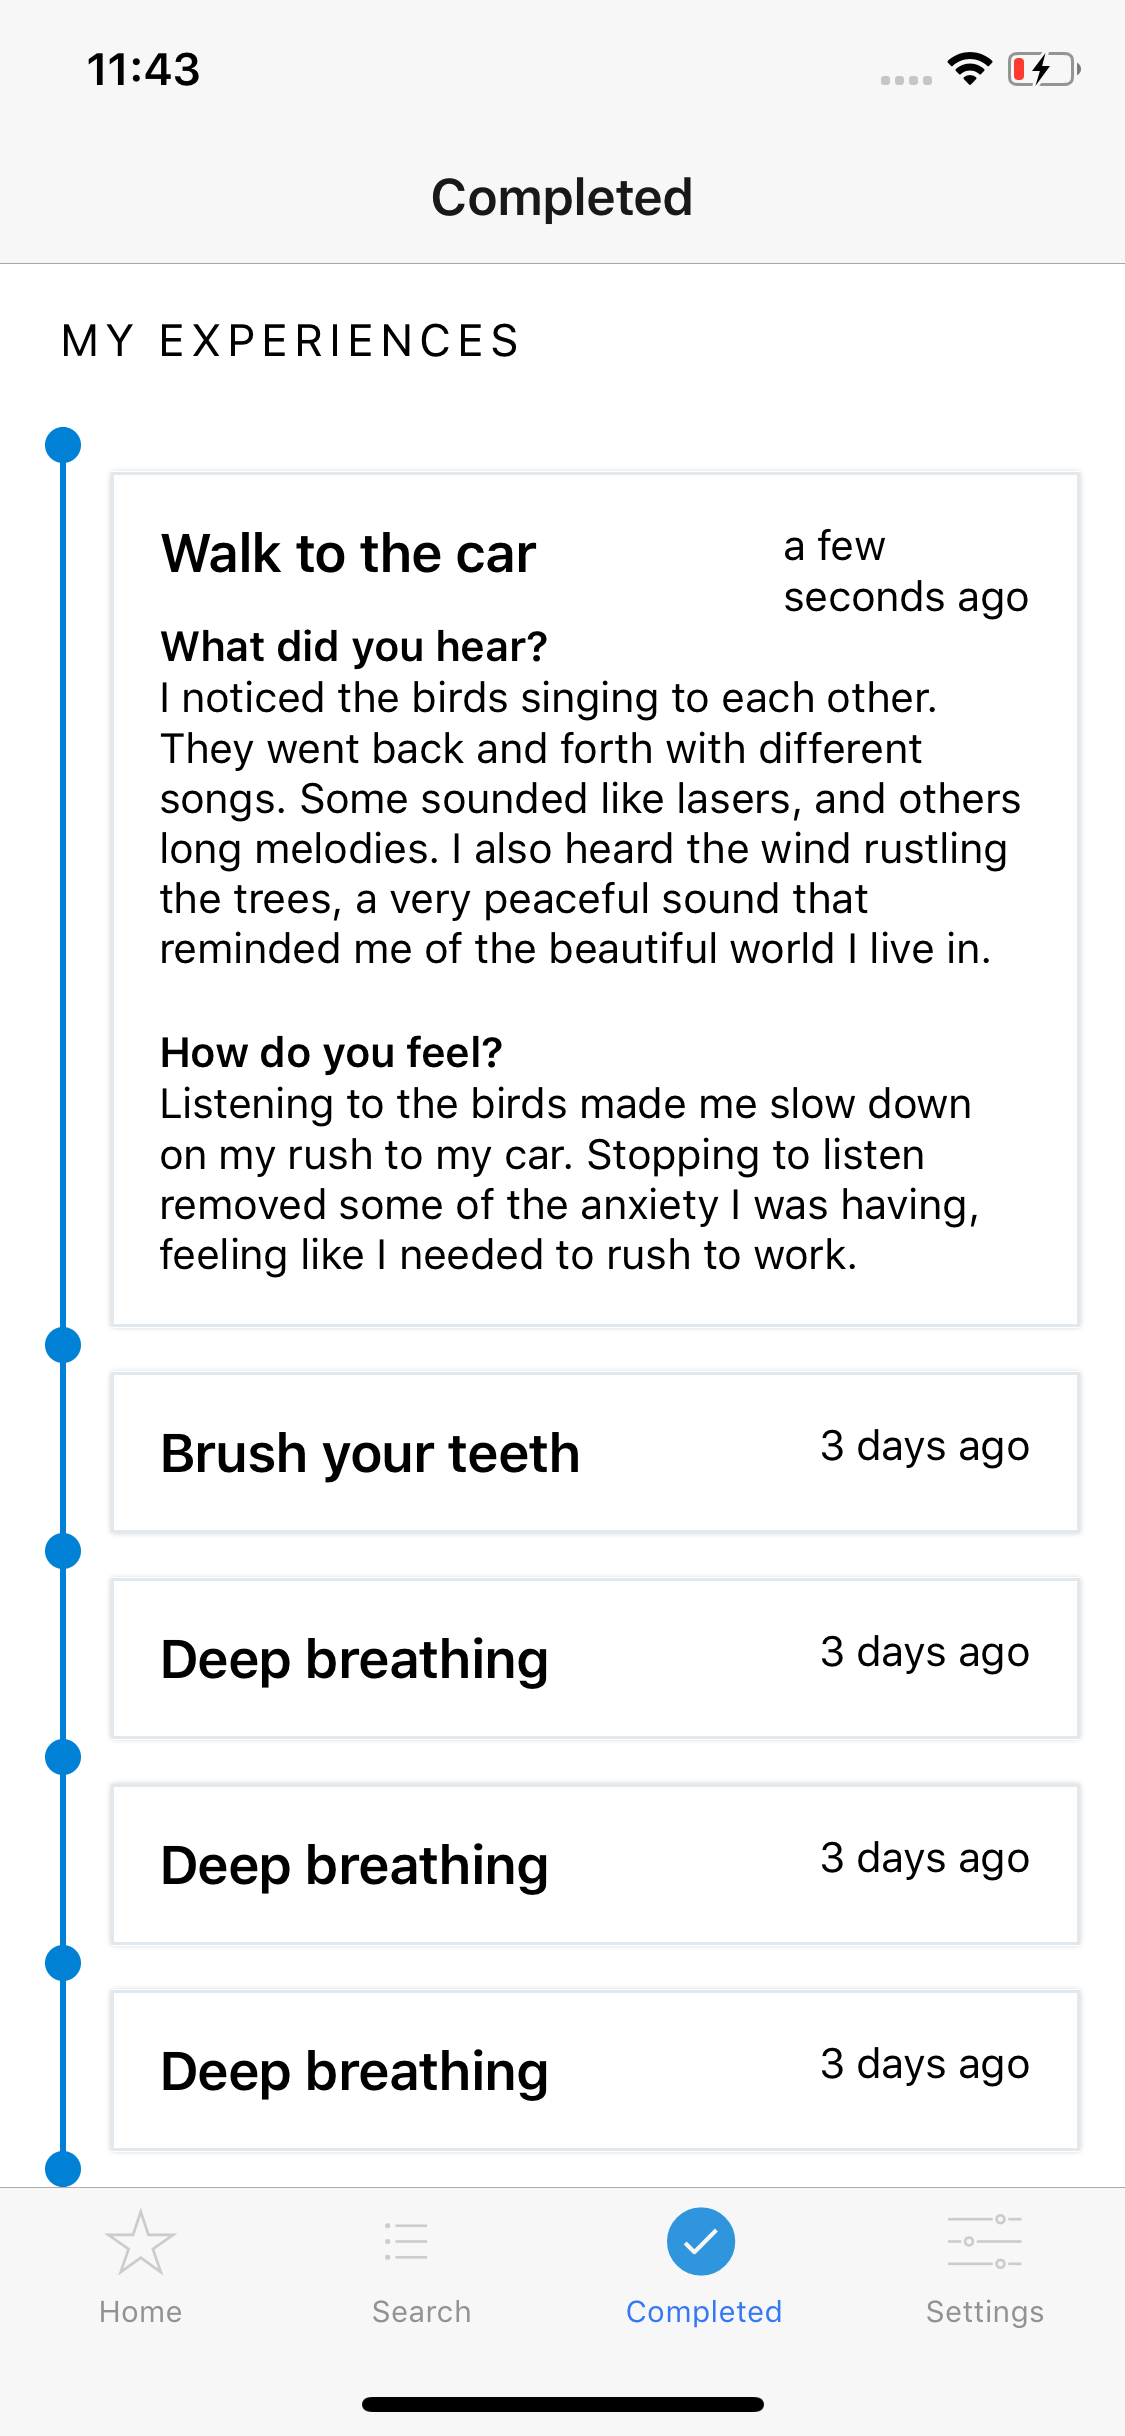 11:43
Completed
MY EXPERIENCES
Walk to the car
a few
seconds ago
What did you hear?
I noticed the birds singing to each other.
They went back and forth with different
songs. Some sounded like lasers, and others
long melodies. I also heard the wind rustling
the trees, a very peaceful sound that
reminded me of the beautiful world I live in.
How do you feel?
Listening to the birds made me slow down
on my rush to my car. Stopping to listen
removed some of the anxiety I was having,
feeling like I needed to rush to work.
Brush your teeth
3 days ago
Deep breathing
3 days ago
Deep breathing
3 days ago
Deep breathing
3 days ago
Home
Search
Completed
Settings